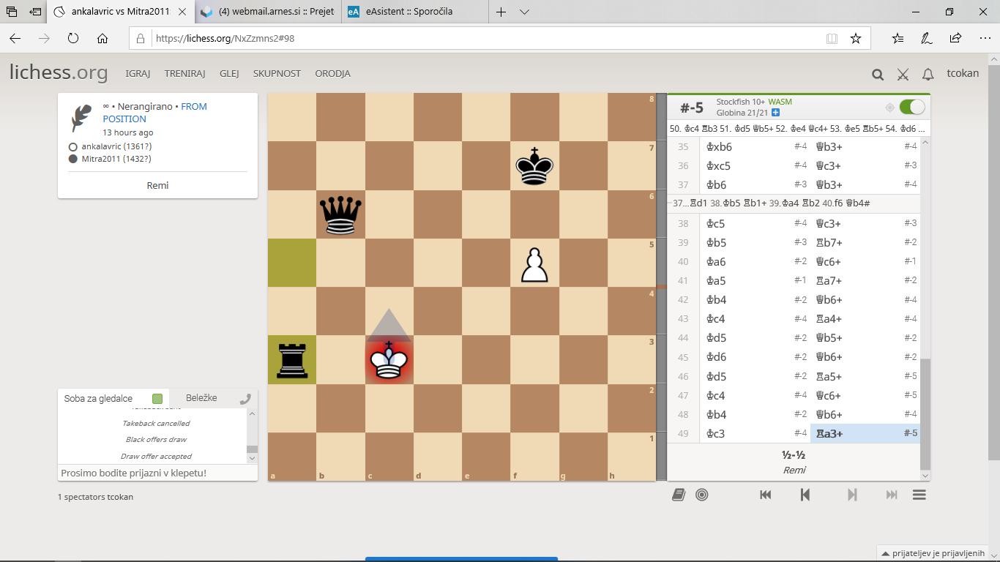 ankalavric vs Mitra2011
(4) webmail.arnes.si :: Prejet
eA eAsistent :: Sporočila
https://lichess.org/NxZzmns2#98
lichess.org IGRAJ TRENIRAJ GLEJ SKUPNOST ORODJA tcokan
∞ • Nerangirano • FROM
POSITION
13 hours ago
ankalavric (1361?)
Mitra2011 (1432?)
Remi
Soba za gledalce Beležke
Takeback cancelled
Black offers draw
Draw offer accepted
Prosimo bodite prijazni v klepetu!
1 spectators tcokan
8
7
6
5
4
3
2
1
a b c d e f g h
#-5 Stockfish 10+ WASM
Globina 21/21
50. ♔c4 ♖b3 51. ♔d5 ♕b5+ 52. ♔e4 ♕c4+ 53. ♔e5 ♖b5+ 54. ♔d6 ...
35 ♔xb6 #-4 ♕b3+ #-4
36 ♔xc5 #-4 ♕c3+ #-3
37 ♔b6 #-3 ♕b3+ #-4
37...♖d1 38.♔b5 ♖b1+ 39.♔a4 ♖b2 40.f6 ♕b4#
38 ♔c5 #-4 ♕c3+ #-3
39 ♔b5 #-3 ♖b7+ #-2
40 ♔a6 #-2 ♕c6+ #-1
41 ♔a5 #-1 ♖a7+ #-2
42 ♔b4 #-2 ♕b6+ #-4
43 ♔c4 #-4 ♖a4+ #-4
44 ♔d5 #-2 ♕b5+ #-2
45 ♔d6 #-2 ♕b6+ #-2
46 ♔d5 #-2 ♖a5+ #-5
47 ♔c4 #-4 ♕c6+ #-5
48 ♔b4 #-2 ♕b6+ #-4
49 ♔c3 #-4 ♖a3+ #-5
½-½
Remi
prijateljev je prijavljenih